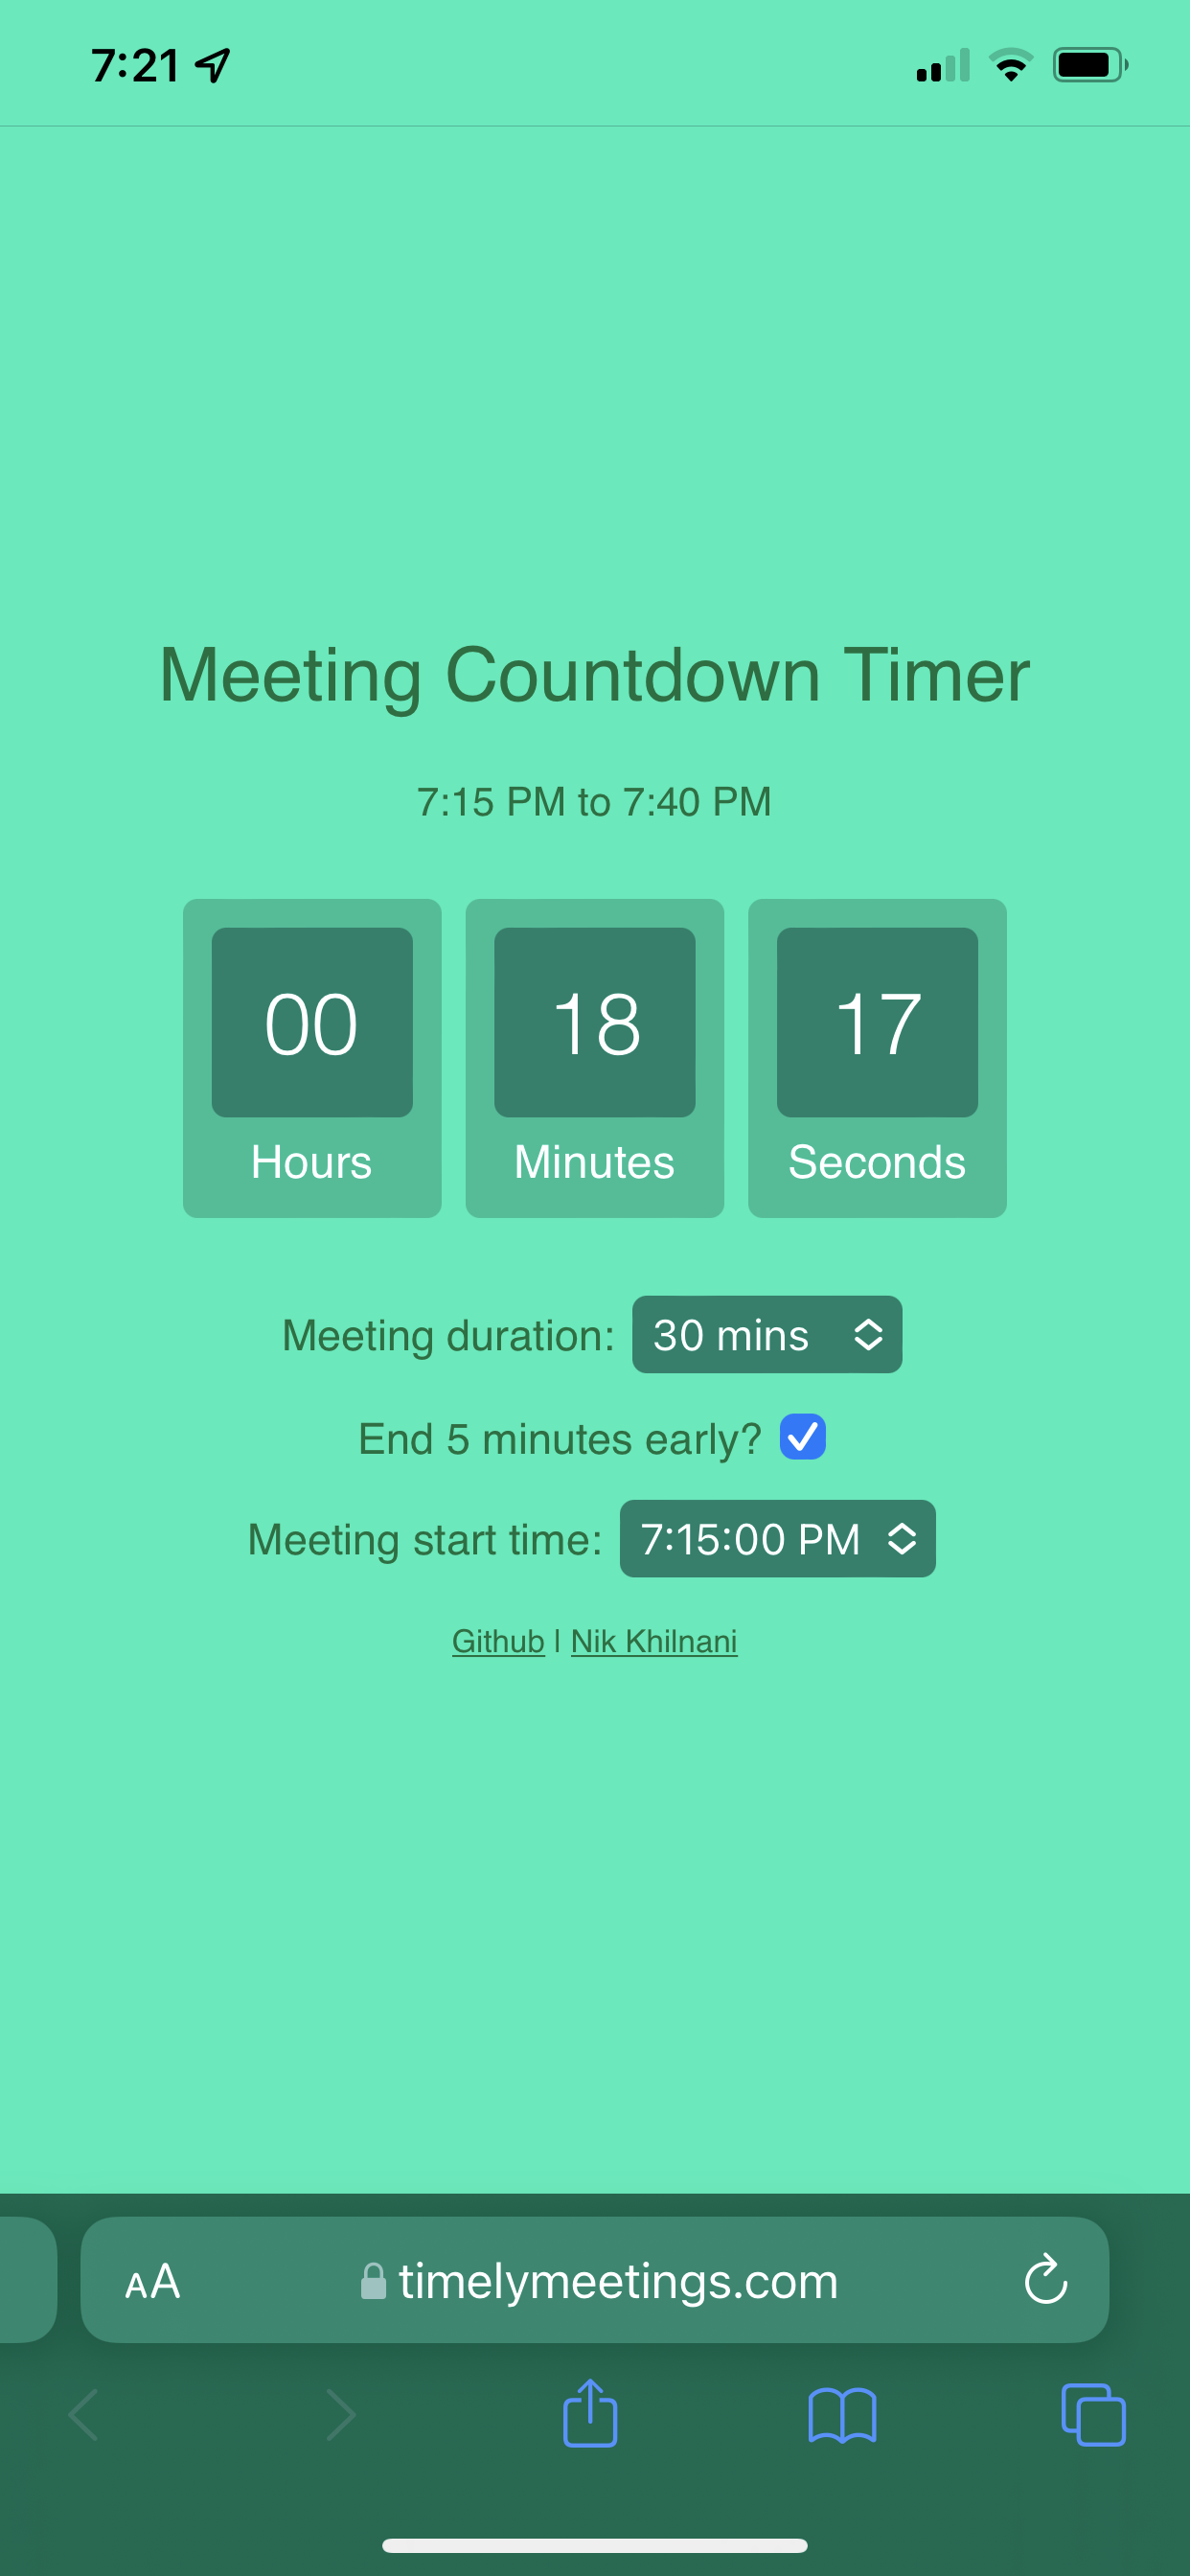 7:21
Meeting Countdown Timer
7:15 PM to 7:40 PM
00 18 17
Hours Minutes Seconds
Meeting duration: 30 mins
End 5 minutes early?
Meeting start time: 7:15:00 PM
Github | Nik Khilnani
AA timelymeetings.com